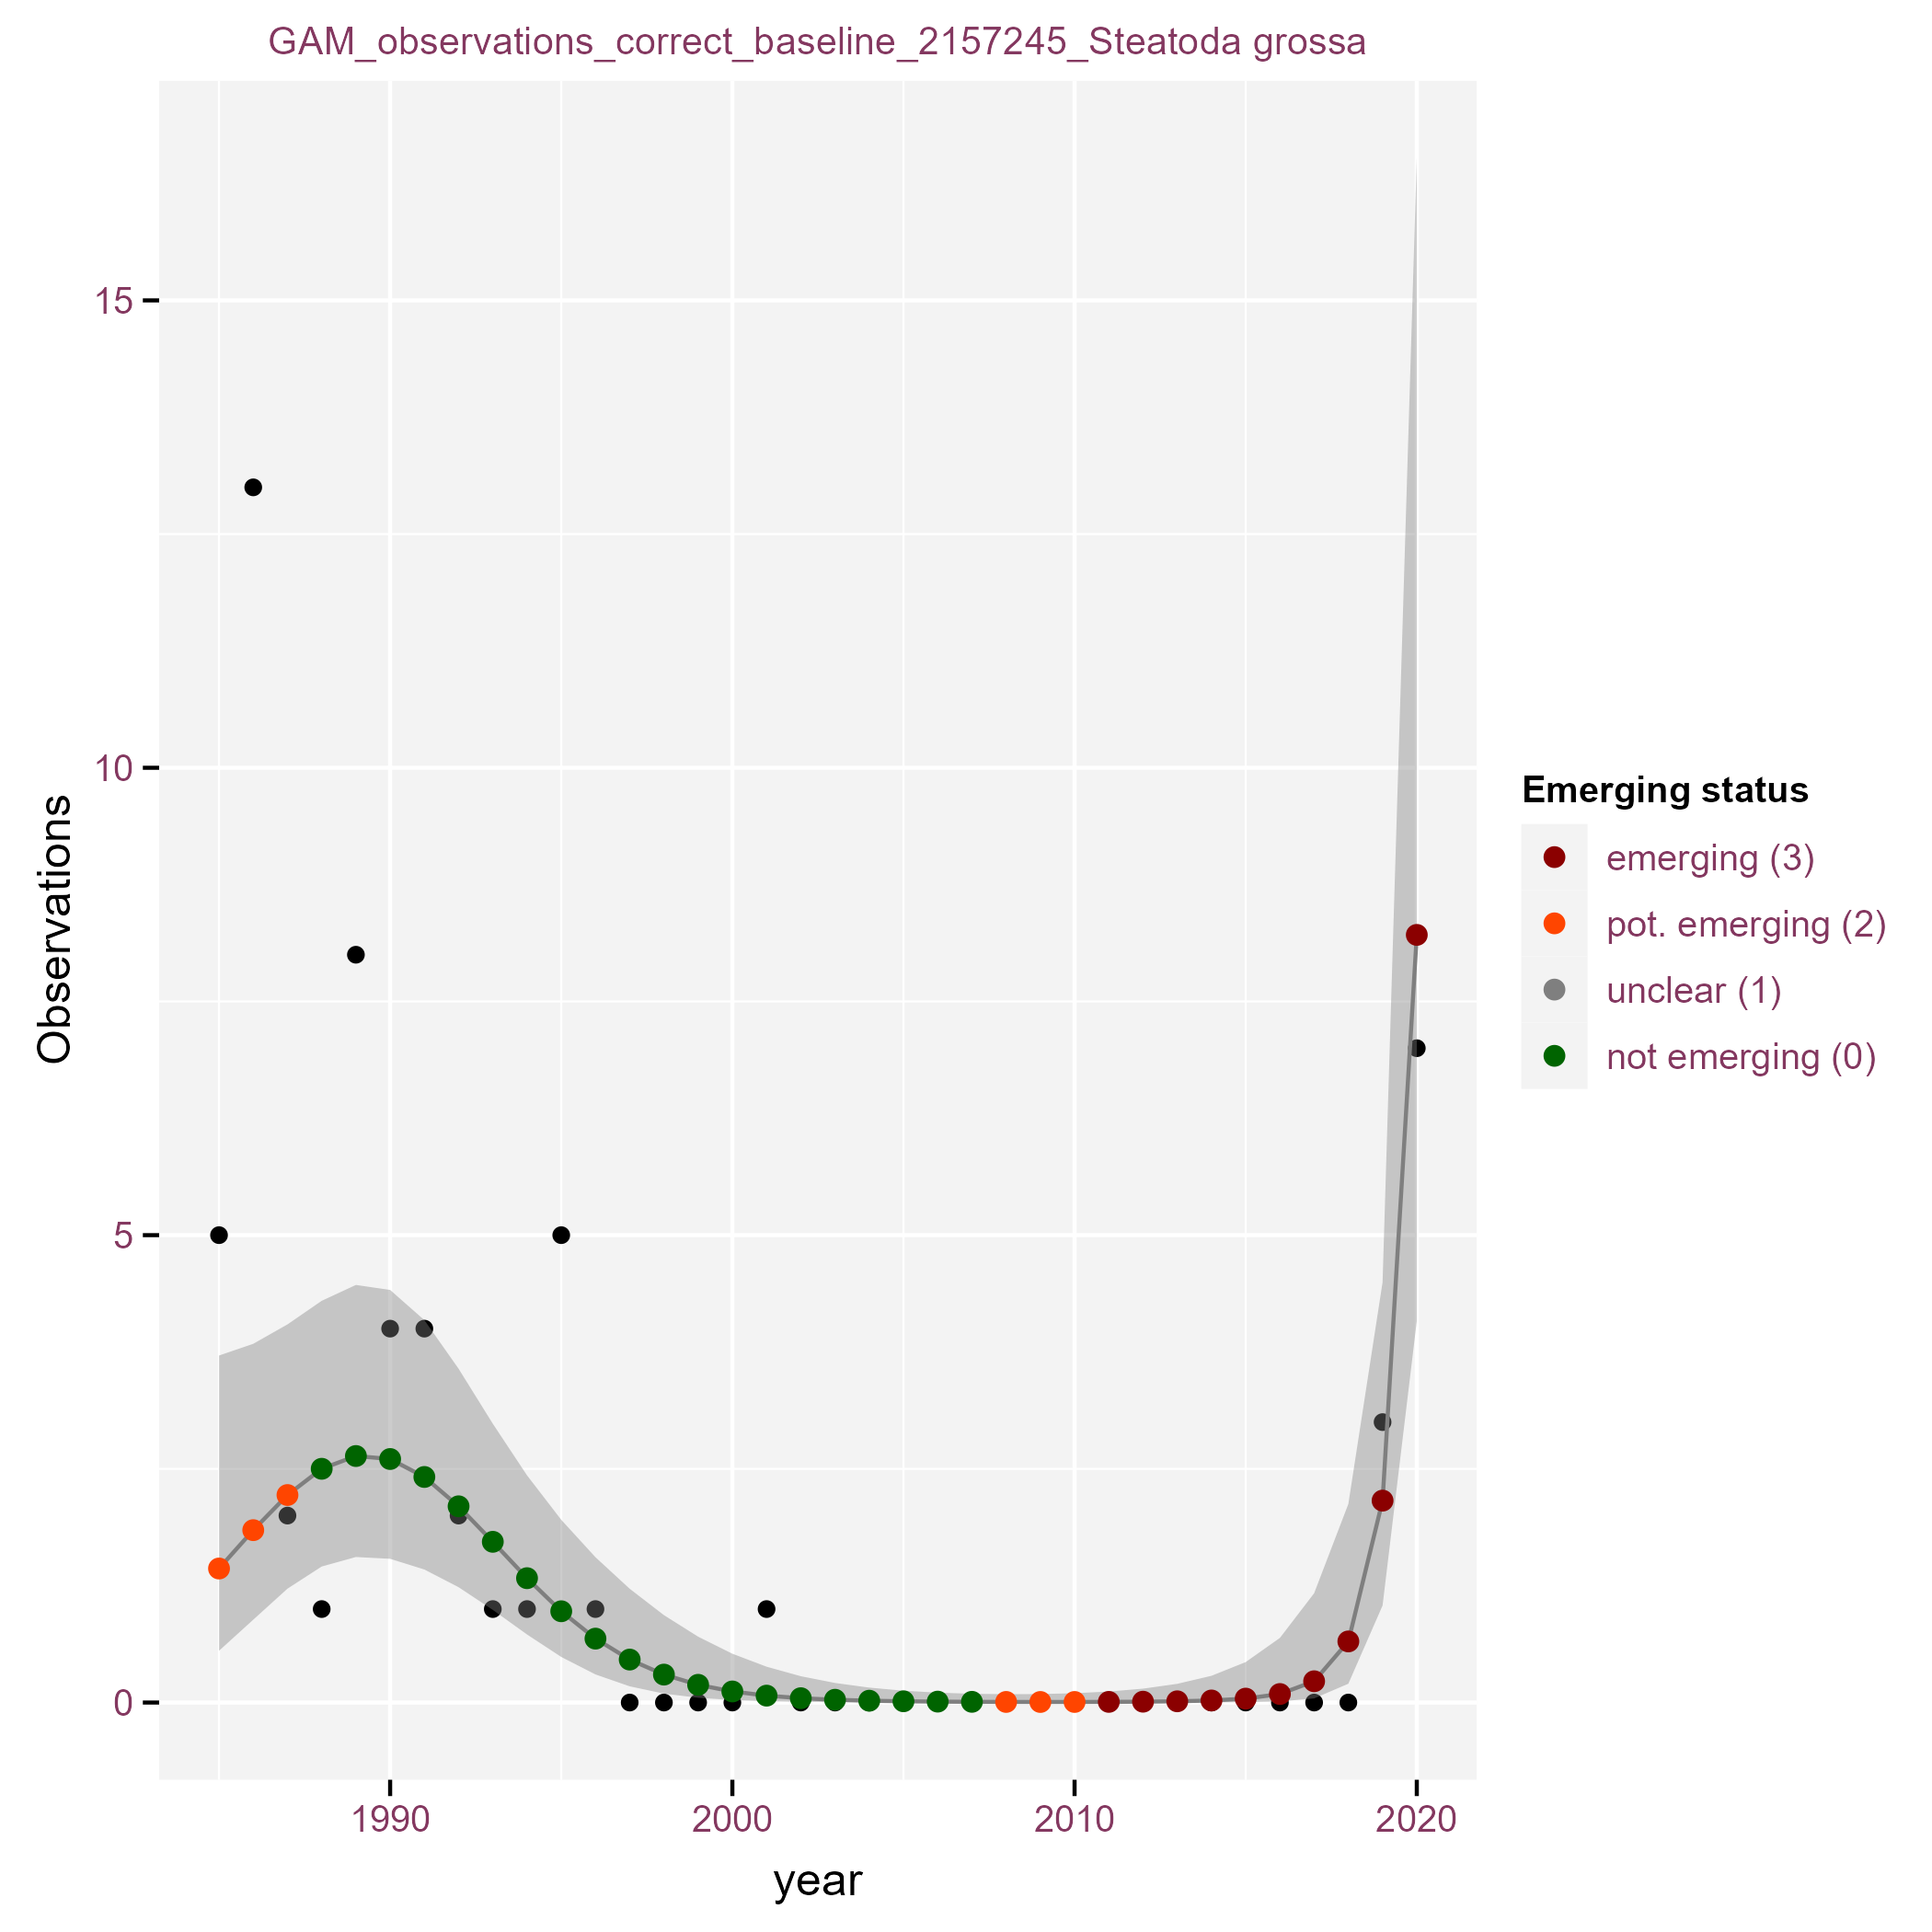 GAM_observations_correct_baseline_2157245_Steatoda grossa
Observations
15
10
5
0
1990
2000
2010
2020
year
Emerging status
emerging (3)
pot. emerging (2)
unclear (1)
not emerging (0)